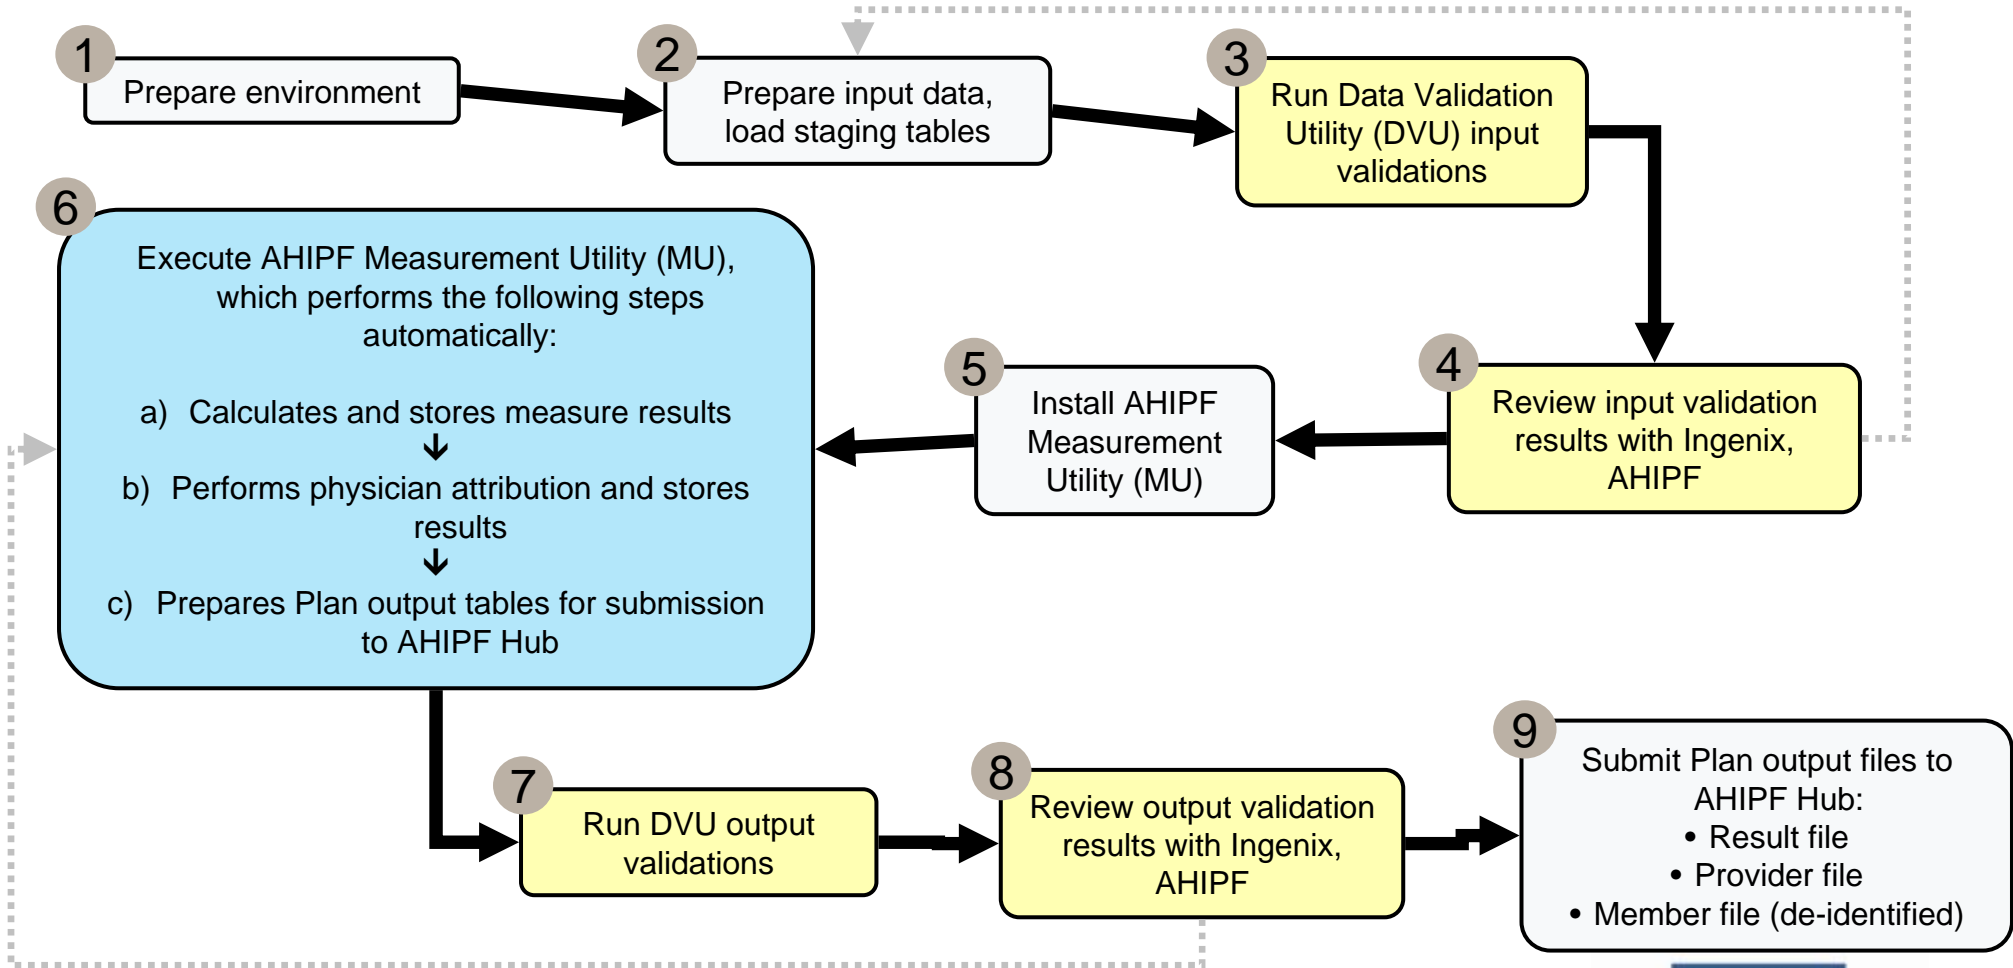 1
Prepare environment
2
Prepare input data,
load staging tables
3
Run Data Validation
Utility (DVU) input
validations
4
Review input validation
results with Ingenix,
AHIPF
5
Install AHIPF
Measurement
Utility (MU)
6
Execute AHIPF Measurement Utility (MU),
which performs the following steps
automatically:
a) Calculates and stores measure results
b) Performs physician attribution and stores
results
c) Prepares Plan output tables for submission
to AHIPF Hub
7
Run DVU output
validations
8
Review output validation
results with Ingenix,
AHIPF
9
Submit Plan output files to
AHIPF Hub:
• Result file
• Provider file
• Member file (de-identified)